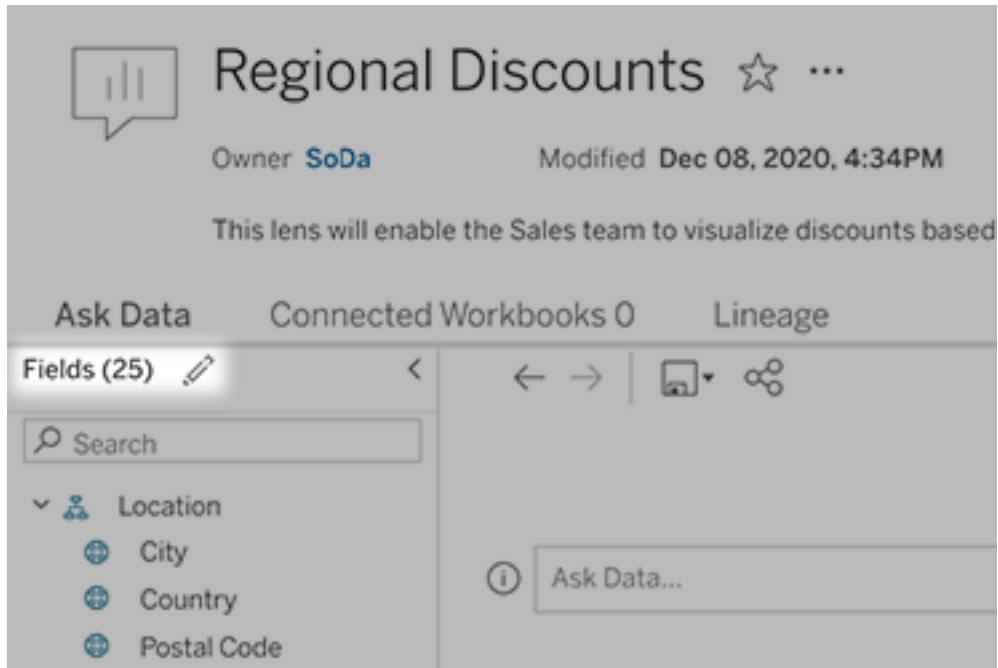 Regional Discounts
Owner SoDa Modified Dec 08, 2020, 4:34PM
This lens will enable the Sales team to visualize discounts based
Ask Data Connected Workbooks 0 Lineage
Fields (25)
Search
Location
City
Country
Postal Code
Ask Data...